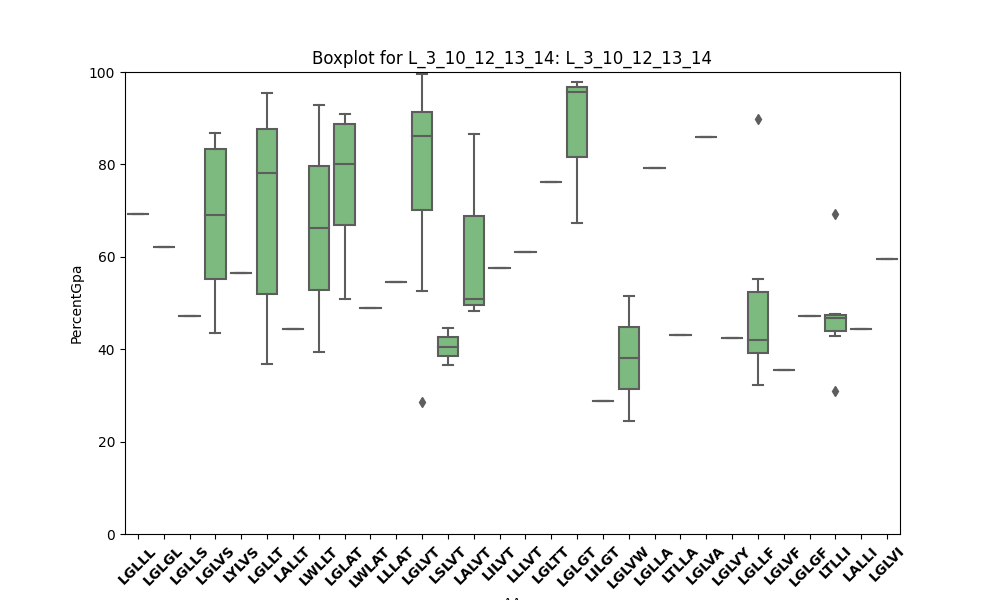 Boxplot for L_3_10_12_13_14: L_3_10_12_13_14
PercentGpa
100
80
60
40
20
0
LGLLL
LGLGL
LGLLS
LGLVS
LYLVS
LGLLT
LALLT
LWLLT
LGLAT
LWLAT
LLLAT
LGLVT
LSLVT
LALVT
LILVT
LLLVT
LGLTT
LGLGT
LILGT
LGLVW
LGLLA
LTLLA
LGLVA
LGLVY
LGLLF
LGLVF
LGLGF
LTLLI
LALLI
LGLVI